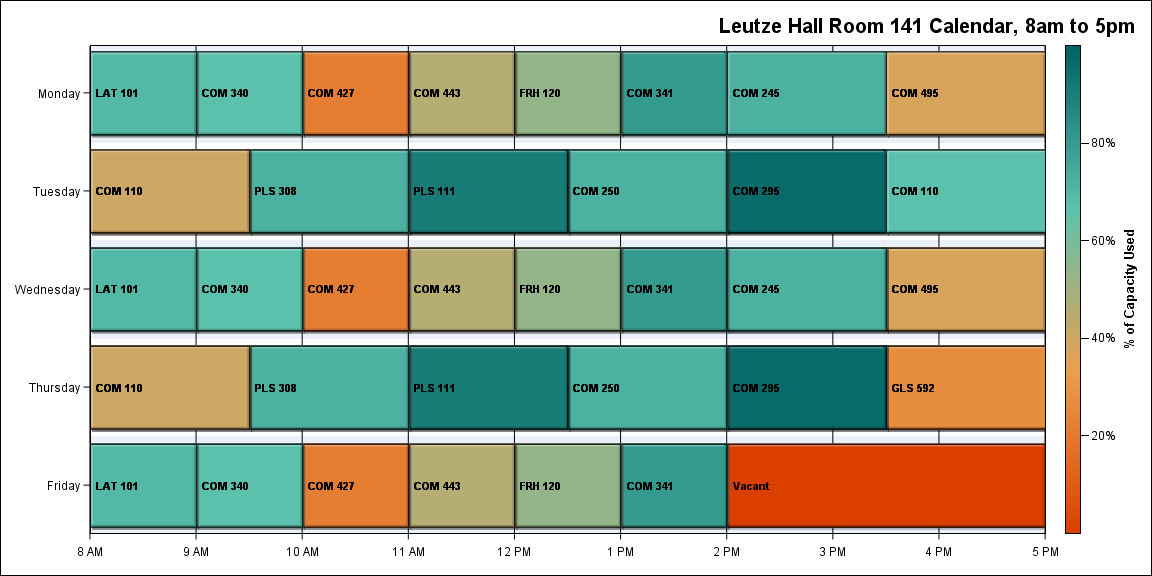 Leutze Hall Room 141 Calendar, 8am to 5pm
Monday
LAT 101
COM 340
COM 427
COM 443
FRH 120
COM 341
COM 245
COM 495
Tuesday
COM 110
PLS 308
PLS 111
COM 250
COM 295
COM 110
Wednesday
LAT 101
COM 340
COM 427
COM 443
FRH 120
COM 341
COM 245
COM 495
Thursday
COM 110
PLS 308
PLS 111
COM 250
COM 295
GLS 592
Friday
LAT 101
COM 340
COM 427
COM 443
FRH 120
COM 341
Vacant
8 AM
9 AM
10 AM
11 AM
12 PM
1 PM
2 PM
3 PM
4 PM
5 PM
80%
60%
40%
20%
% of Capacity Used